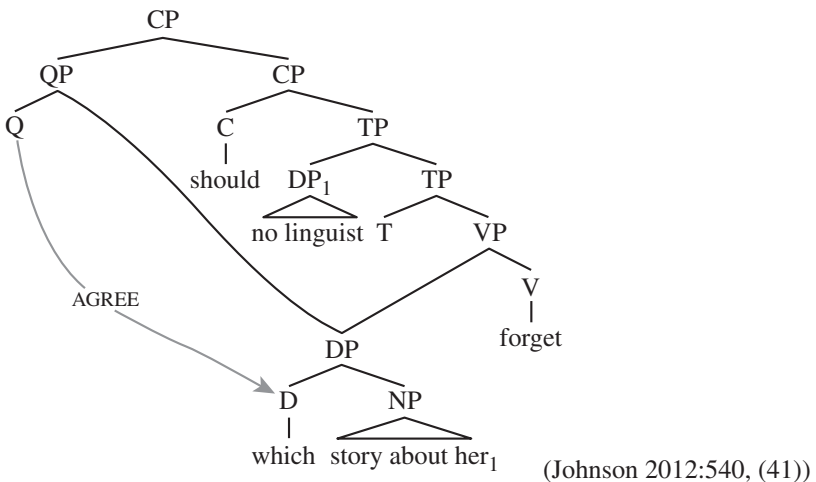 CP
QP CP
Q C TP
should DP1 TP
no linguist T VP
V
AGREE
forget
DP
D NP
which story about her1
(Johnson 2012:540, (41))